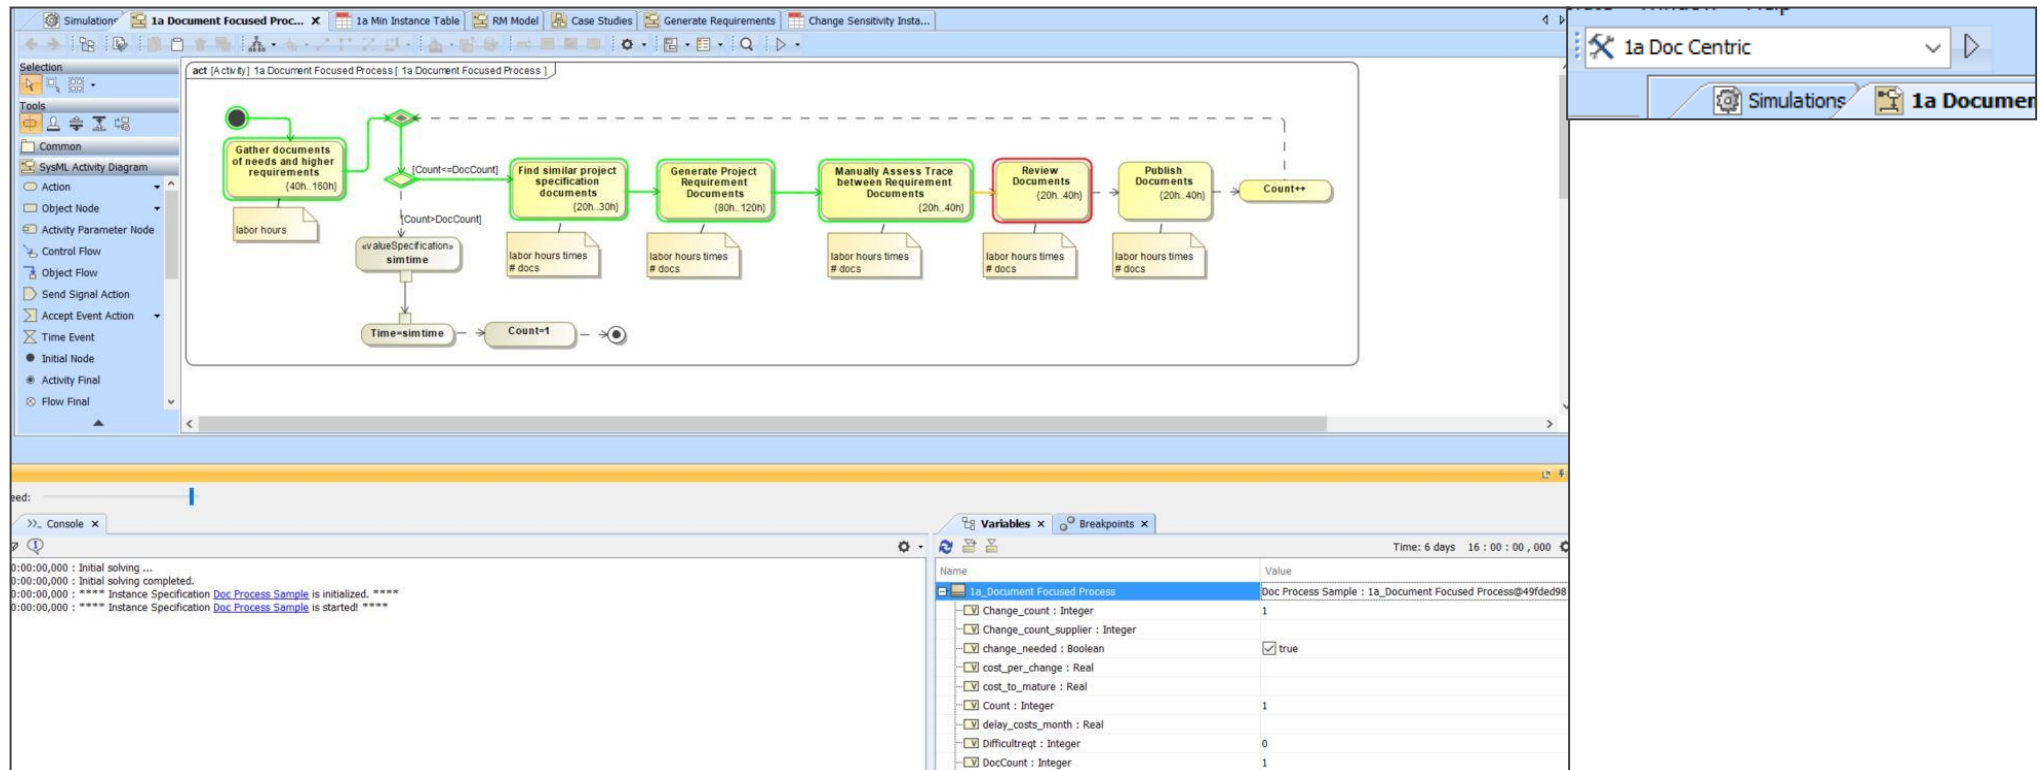 Simulations
1a Document Focused Proc... X
1a Min Instance Table
RM Model
Case Studies
Generate Requirements
Change Sensitivity Insta...
1a Doc Centric
Simulations
1a Documen
Selection
Tools
Common
SysML Activity Diagram
Action
Object Node
Activity Parameter Node
Control Flow
Object Flow
Send Signal Action
Accept Event Action
Time Event
Initial Node
Activity Final
Flow Final
act [Activity] 1a Document Focused Process[ 1a Document Focused Process ]
Gather documents
of needs and higher
requirements
{40h..160h}
labor hours
[Count<=DocCount]
[Count>DocCount]
«valueSpecification»
simtime
Time=simtime
Count=1
Find similar project
specification
documents
{20h..30h}
labor hours times
# docs
Generate Project
Requirement
Documents
{80h..120h}
labor hours times
# docs
Manually Assess Trace
between Requirement
Documents
{20h..40h}
labor hours times
# docs
Review
Documents
{20h..40h}
labor hours times
# docs
Publish
Documents
{20h..40h}
labor hours times
# docs
Count++
eed:
Console X
0:00:00,000 : Initial solving ...
0:00:00,000 : Initial solving completed.
0:00:00,000 : **** Instance Specification Doc Process Sample is initialized. ****
0:00:00,000 : **** Instance Specification Doc Process Sample is started! ****
Variables X
Breakpoints X
Time: 6 days 16 : 00 : 00 , 000
Name Value
1a_Document Focused Process Doc Process Sample : 1a_Document Focused Process@49fded98
Change_count : Integer 1
Change_count_supplier : Integer
change_needed : Boolean true
cost_per_change : Real
cost_to_mature : Real
Count : Integer 1
delay_costs_month : Real
Difficultreqt : Integer 0
DocCount : Integer 1